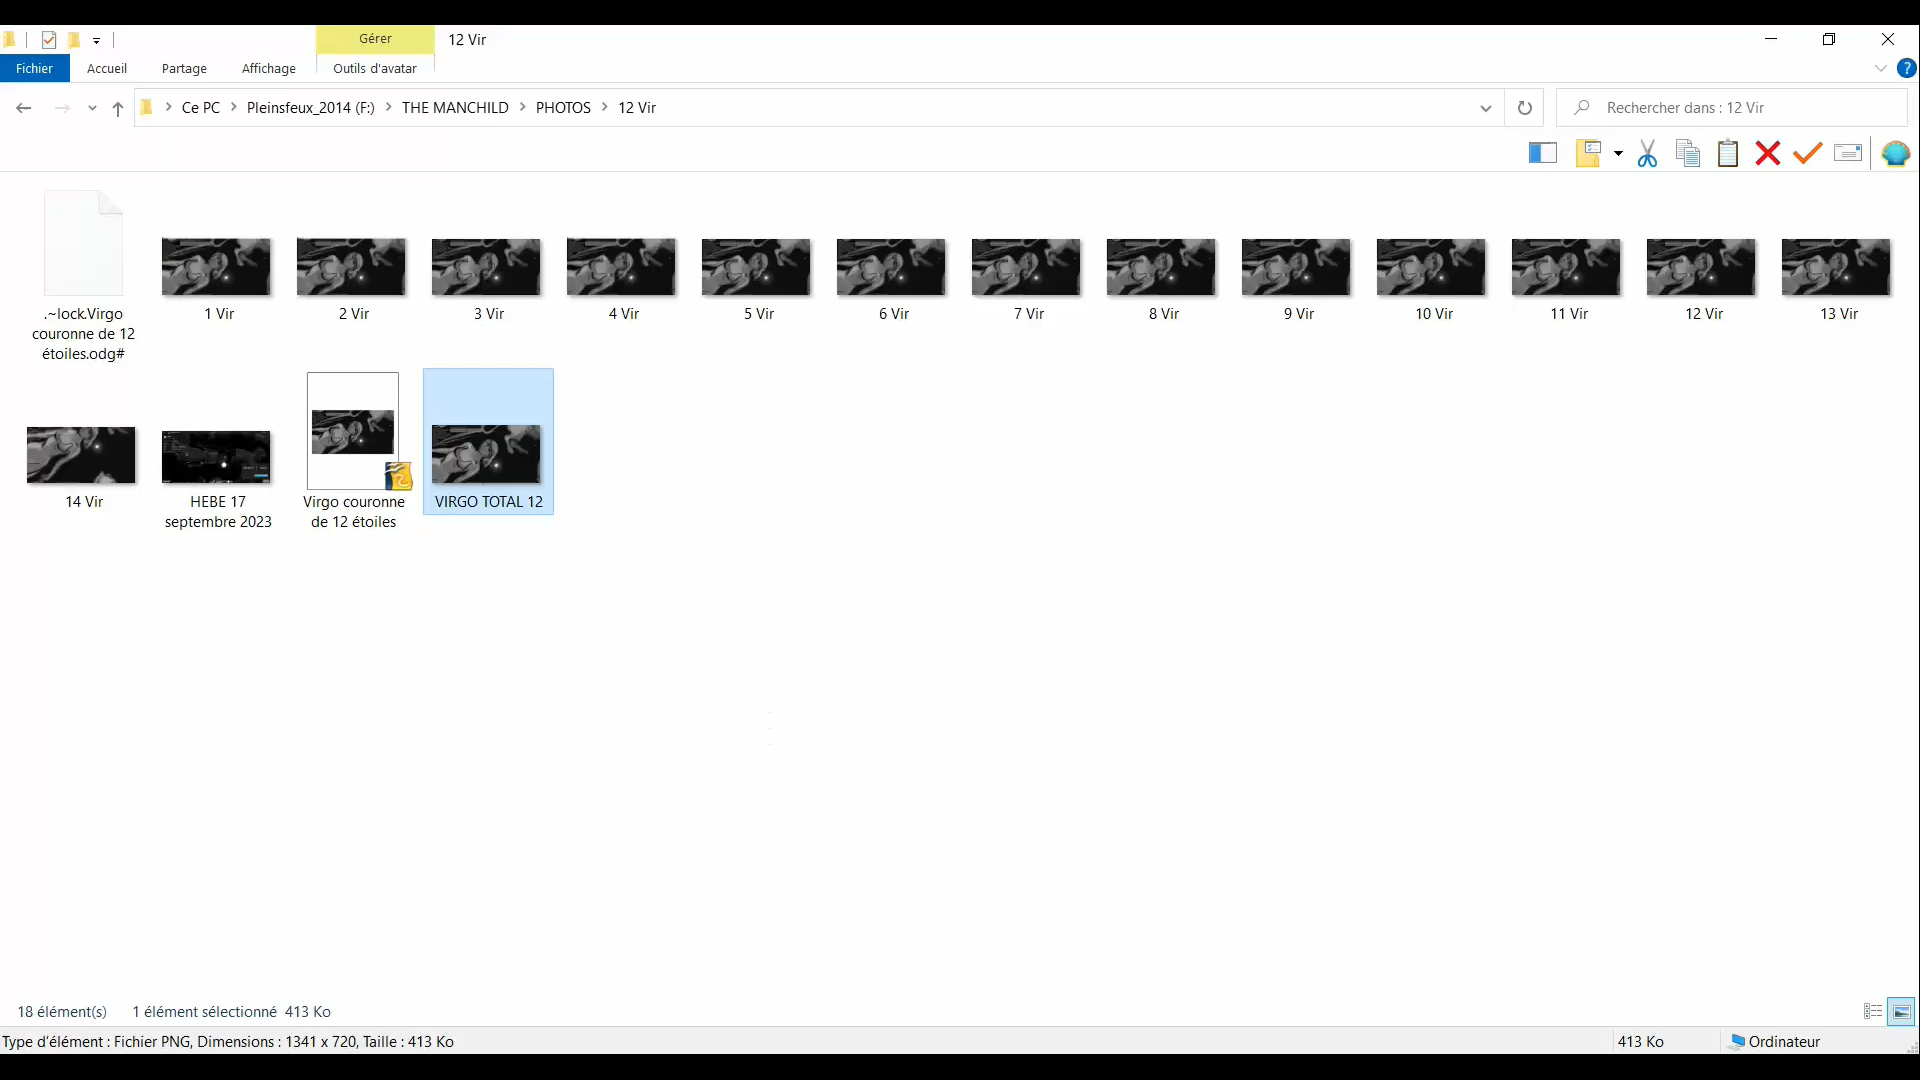 Gérer
12 Vir
Fichier
Accueil
Partage
Affichage
Outils d'avatar
?
Ce PC
Pleinsfeux_2014 (F:)
THE MANCHILD
PHOTOS
12 Vir
Rechercher dans : 12 Vir
.~lock.Virgo
couronne de 12
étoiles.odg#
1 Vir
2 Vir
3 Vir
4 Vir
5 Vir
6 Vir
7 Vir
8 Vir
9 Vir
10 Vir
11 Vir
12 Vir
13 Vir
14 Vir
HEBE 17
septembre 2023
Virgo couronne
de 12 étoiles
VIRGO TOTAL 12
18 élément(s)
1 élément sélectionné 413 Ko
Type d’élément : Fichier PNG, Dimensions : 1341 x 720, Taille : 413 Ko
413 Ko
Ordinateur